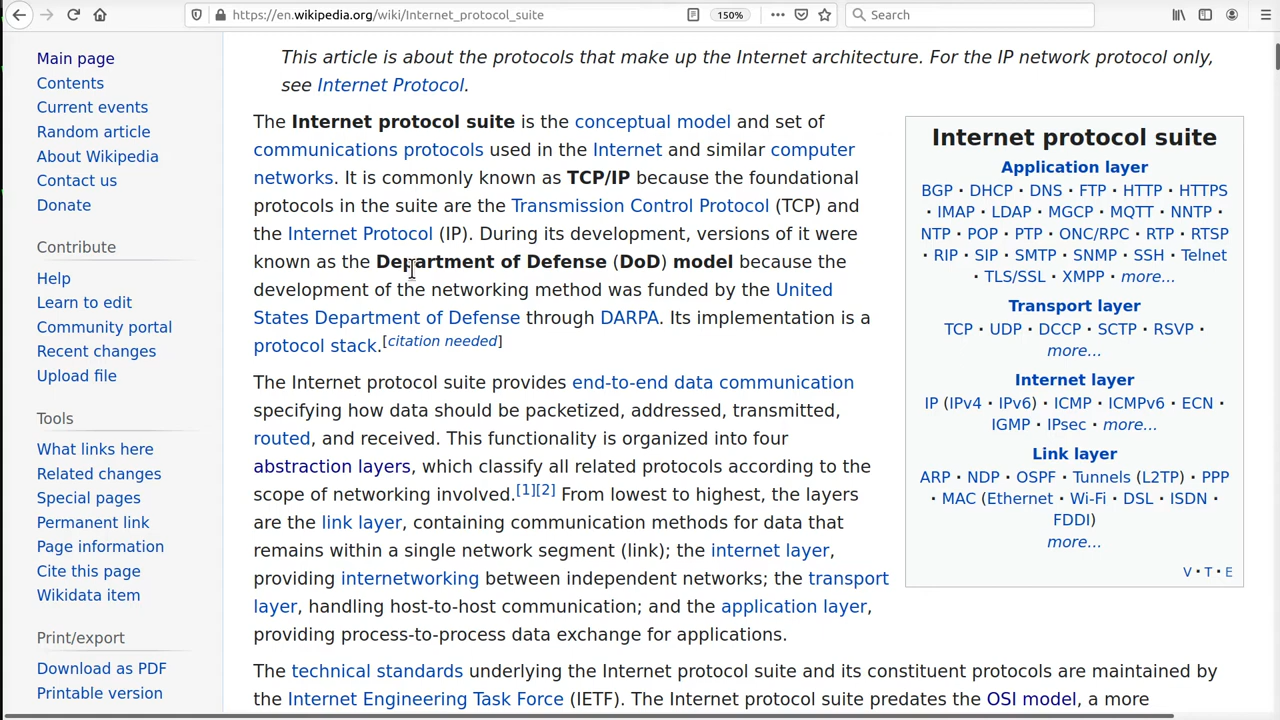 https://en.wikipedia.org/wiki/Internet_protocol_suite
150%
Search
Main page
Contents
Current events
Random article
About Wikipedia
Contact us
Donate
Contribute
Help
Learn to edit
Community portal
Recent changes
Upload file
Tools
What links here
Related changes
Special pages
Permanent link
Page information
Cite this page
Wikidata item
Print/export
Download as PDF
Printable version
This article is about the protocols that make up the Internet architecture. For the IP network protocol only,
see Internet Protocol.
The Internet protocol suite is the conceptual model and set of
communications protocols used in the Internet and similar computer
networks. It is commonly known as TCP/IP because the foundational
protocols in the suite are the Transmission Control Protocol (TCP) and
the Internet Protocol (IP). During its development, versions of it were
known as the Department of Defense (DoD) model because the
development of the networking method was funded by the United
States Department of Defense through DARPA. Its implementation is a
protocol stack.[citation needed]
The Internet protocol suite provides end-to-end data communication
specifying how data should be packetized, addressed, transmitted,
routed, and received. This functionality is organized into four
abstraction layers, which classify all related protocols according to the
scope of networking involved.[1][2] From lowest to highest, the layers
are the link layer, containing communication methods for data that
remains within a single network segment (link); the internet layer,
providing internetworking between independent networks; the transport
layer, handling host-to-host communication; and the application layer,
providing process-to-process data exchange for applications.
The technical standards underlying the Internet protocol suite and its constituent protocols are maintained by
the Internet Engineering Task Force (IETF). The Internet protocol suite predates the OSI model, a more
Internet protocol suite
Application layer
BGP · DHCP · DNS · FTP · HTTP · HTTPS
· IMAP · LDAP · MGCP · MQTT · NNTP ·
NTP · POP · PTP · ONC/RPC · RTP · RTSP
· RIP · SIP · SMTP · SNMP · SSH · Telnet
· TLS/SSL · XMPP · more...
Transport layer
TCP · UDP · DCCP · SCTP · RSVP ·
more...
Internet layer
IP (IPv4 · IPv6) · ICMP · ICMPv6 · ECN ·
IGMP · IPsec · more...
Link layer
ARP · NDP · OSPF · Tunnels (L2TP) · PPP
· MAC (Ethernet · Wi-Fi · DSL · ISDN ·
FDDI)
more...
V · T · E